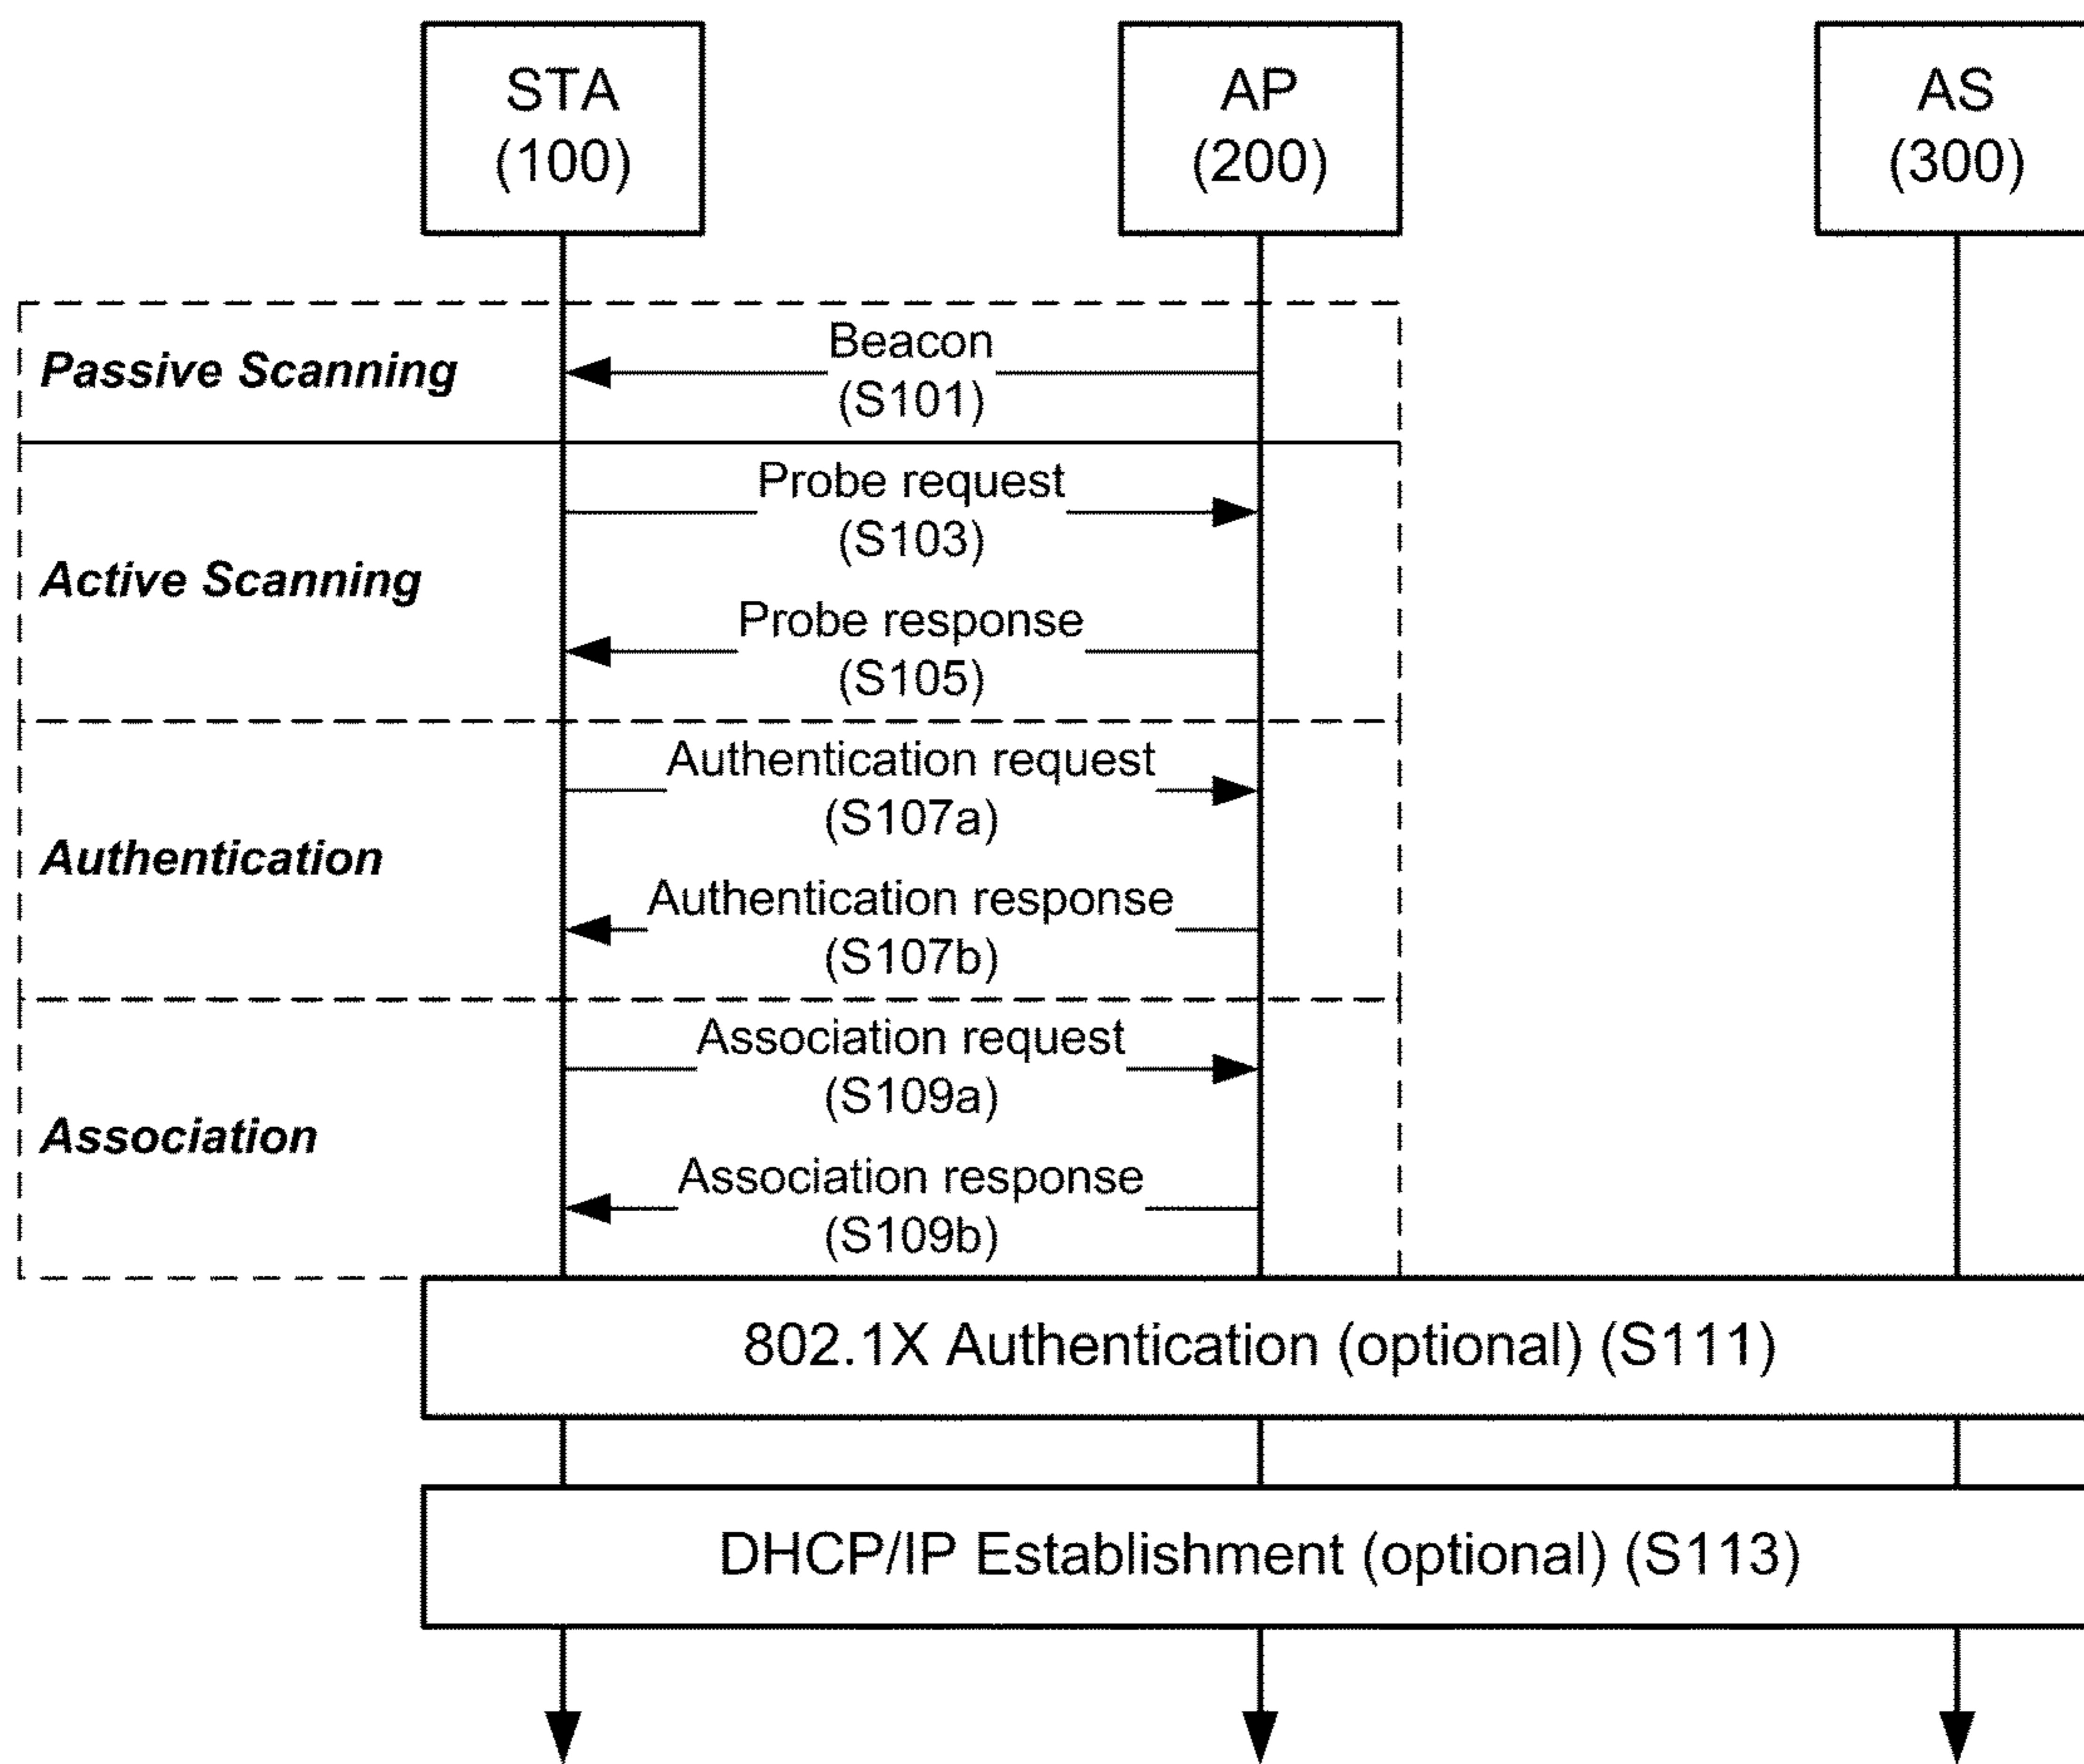 STA
(100)
AP
(200)
AS
(300)
Passive Scanning
Beacon
(S101)
Active Scanning
Probe request
(S103)
Probe response
(S105)
Authentication
Authentication request
(S107a)
Authentication response
(S107b)
Association
Association request
(S109a)
Association response
(S109b)
802.1X Authentication (optional) (S111)
DHCP/IP Establishment (optional) (S113)